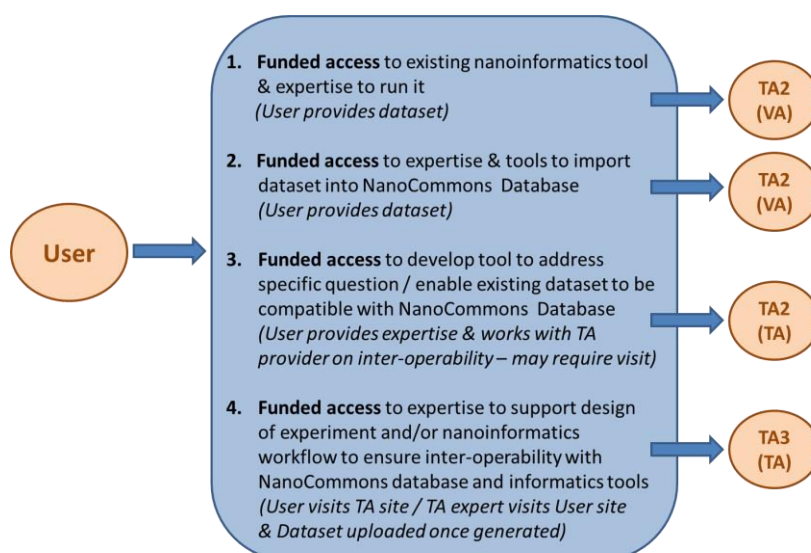 1. Funded access to existing nanoinformatics tool
& expertise to run it
(User provides dataset)
TA2
(VA)
2. Funded access to expertise & tools to import
dataset into NanoCommons Database
(User provides dataset)
TA2
(VA)
User
3. Funded access to develop tool to address
specific question / enable existing dataset to be
compatible with NanoCommons Database
(User provides expertise & works with TA
provider on inter-operability – may require visit)
TA2
(TA)
4. Funded access to expertise to support design
of experiment and/or nanoinformatics
workflow to ensure inter-operability with
NanoCommons database and informatics tools
(User visits TA site / TA expert visits User site
& Dataset uploaded once generated)
TA3
(TA)